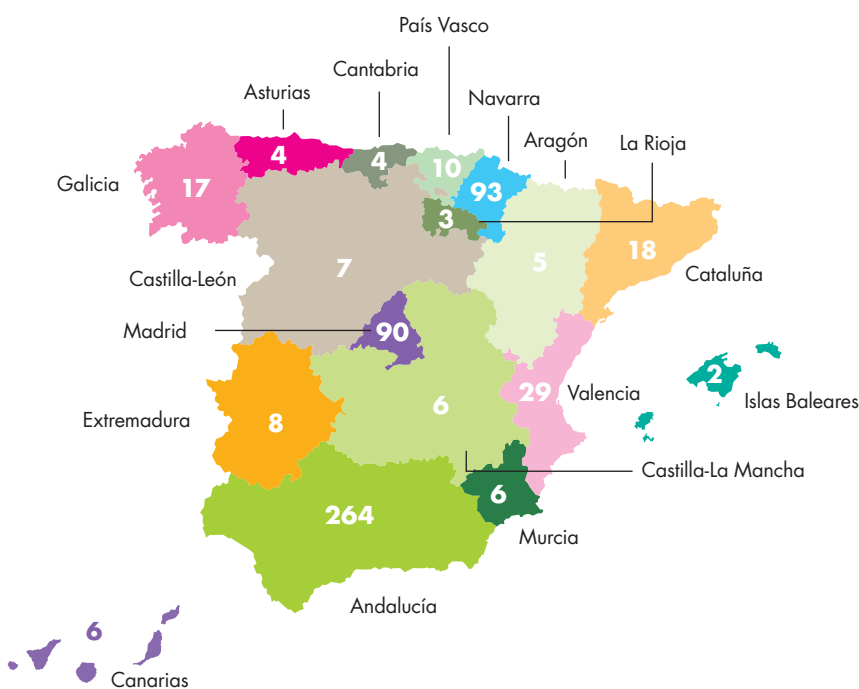 País Vasco
Cantabria
Asturias
Navarra
Aragón
La Rioja
4
4
10
Galicia
17
93
3
18
7
5
Castilla-León
Cataluña
Madrid
90
2
29
Valencia
Islas Baleares
6
Extremadura
8
Castilla-La Mancha
6
264
Murcia
Andalucía
6
Canarias